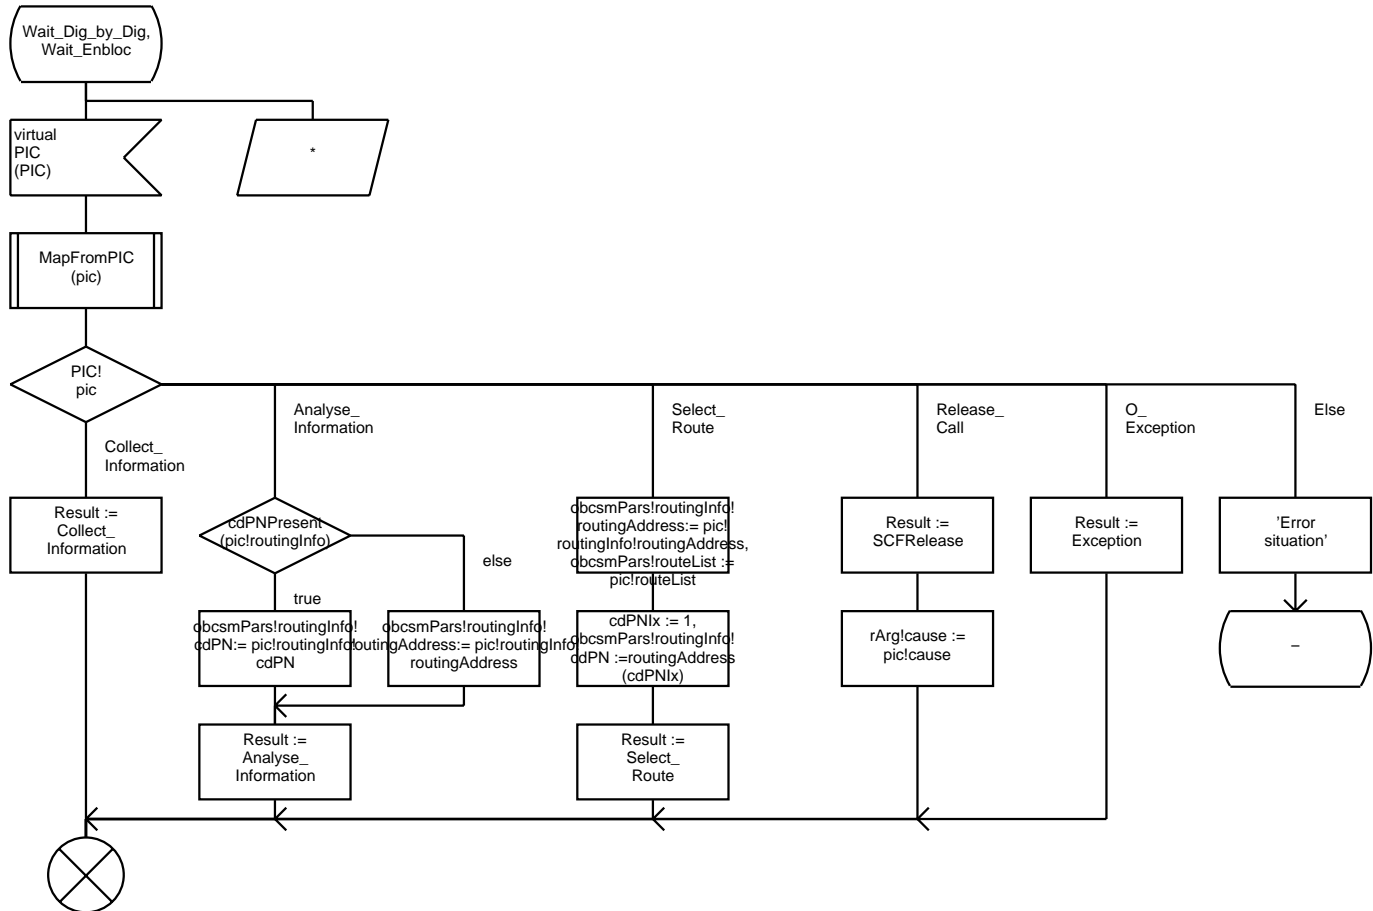 Wait_Dig_by_Dig,
Wait_Enbloc
virtual
PIC
(PIC)
*
MapFromPIC
(pic)
PIC!
pic
Collect_
Information
Analyse_
Information
Select_
Route
Release_
Call
O_
Exception
Else
Result :=
Collect_
Information
cdPNPresent
(pic!routingInfo)
else
true
obcsmPars!routingInfo!
routingAddress:= pic!
routingInfo!routingAddress,
obcsmPars!routeList :=
pic!routeList
Result :=
SCFRelease
Result :=
Exception
'Error
situation'
obcsmPars!routingInfo!
cdPN:= pic!routingInfo!
cdPN
obcsmPars!routingInfo!
routingAddress:= pic!routingInfo!
routingAddress
cdPNIx := 1,
obcsmPars!routingInfo!
cdPN :=routingAddress
(cdPNIx)
rArg!cause :=
pic!cause
–
Result :=
Analyse_
Information
Result :=
Select_
Route